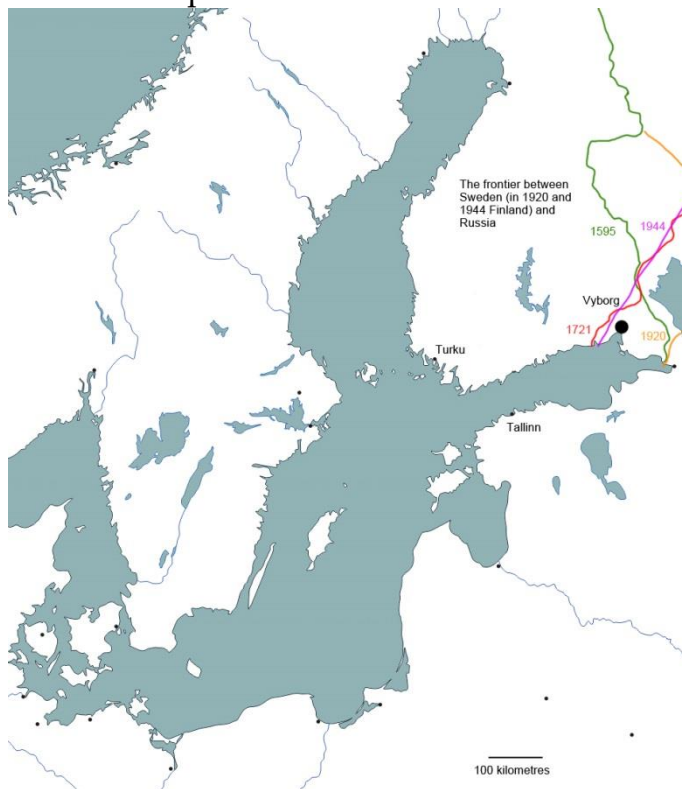 The frontier between
Sweden (in 1920 and
1944 Finland) and
Russia
1944
1595
Vyborg
1721
1920
Turku
Tallinn
100 kilometres